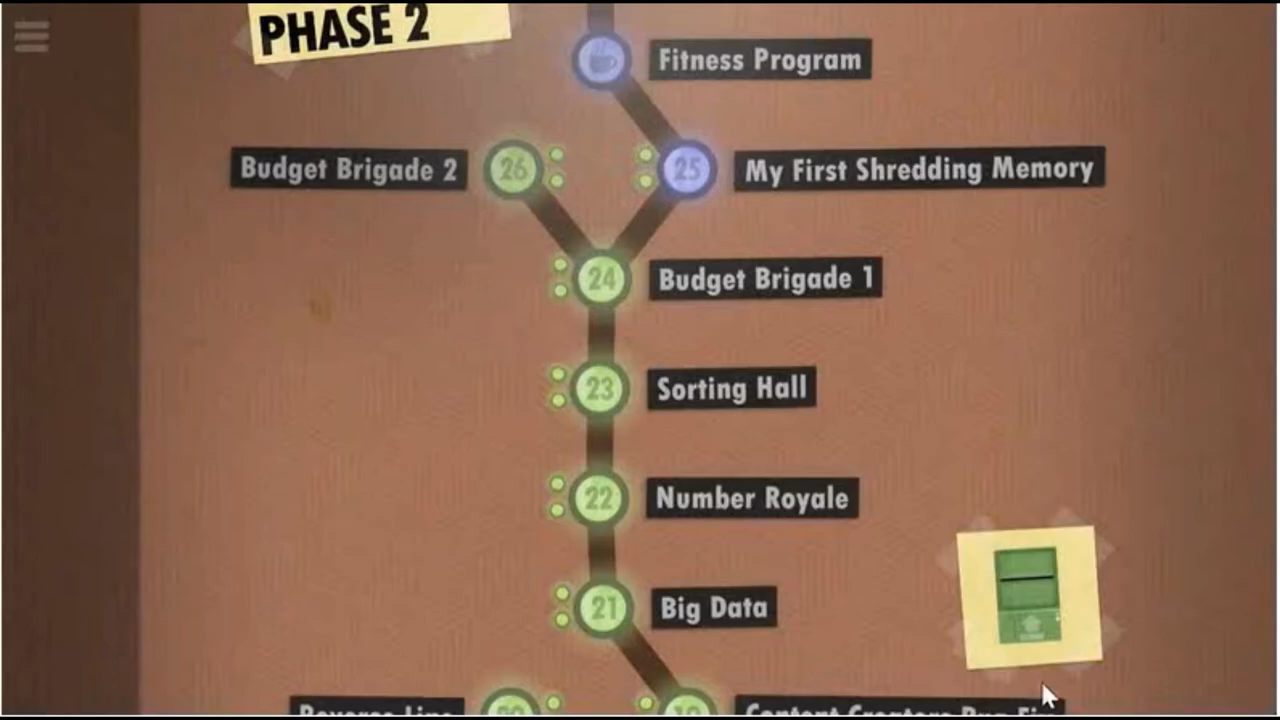 PHASE 2
Fitness Program
Budget Brigade 2
26
25
My First Shredding Memory
24
Budget Brigade 1
23
Sorting Hall
22
Number Royale
21
Big Data